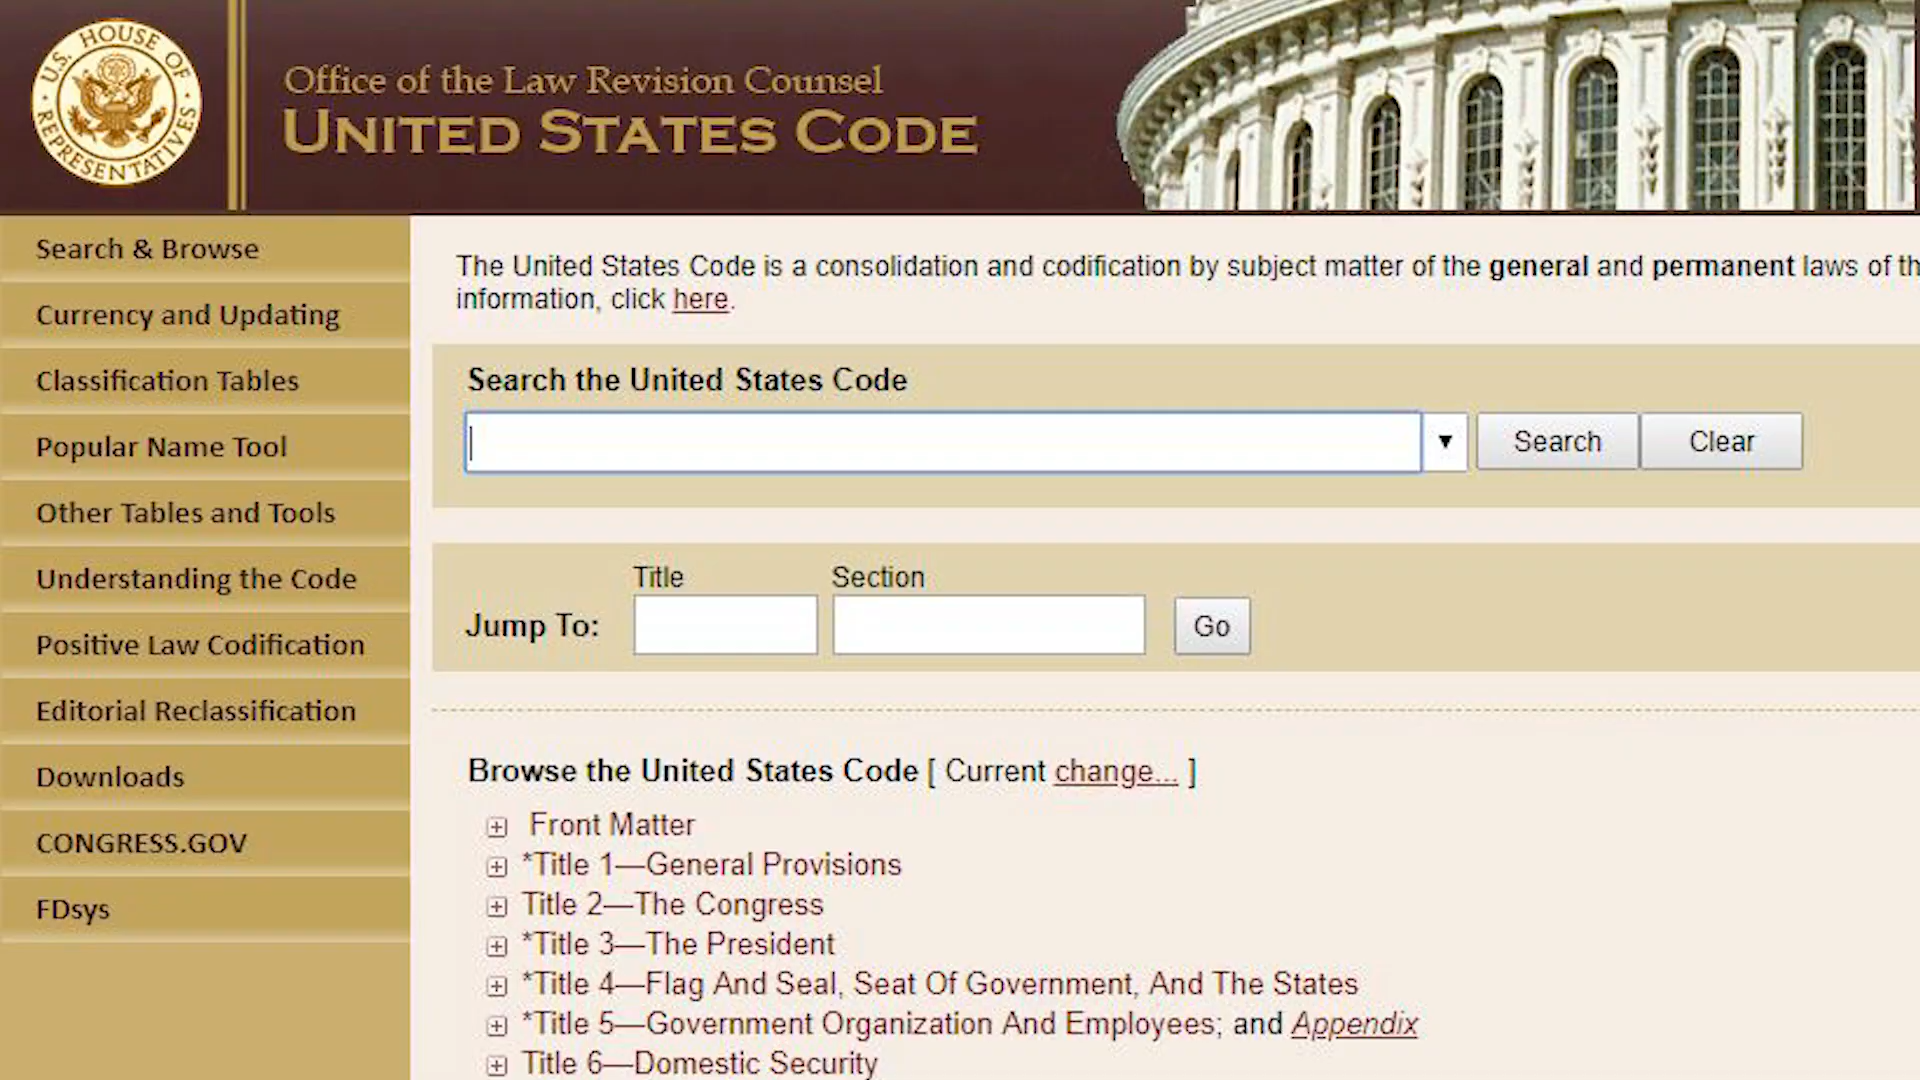 U.S. HOUSE OF REPRESENTATIVES
Office of the Law Revision Counsel
UNITED STATES CODE
Search & Browse
Currency and Updating
Classification Tables
Popular Name Tool
Other Tables and Tools
Understanding the Code
Positive Law Codification
Editorial Reclassification
Downloads
CONGRESS.GOV
FDsys
The United States Code is a consolidation and codification by subject matter of the general and permanent laws of
information, click here.
Search the United States Code
Search
Clear
Title
Section
Jump To:
Go
Browse the United States Code [ Current change... ]
Front Matter
*Title 1—General Provisions
Title 2—The Congress
*Title 3—The President
*Title 4—Flag And Seal, Seat Of Government, And The States
*Title 5—Government Organization And Employees; and Appendix
Title 6—Domestic Security